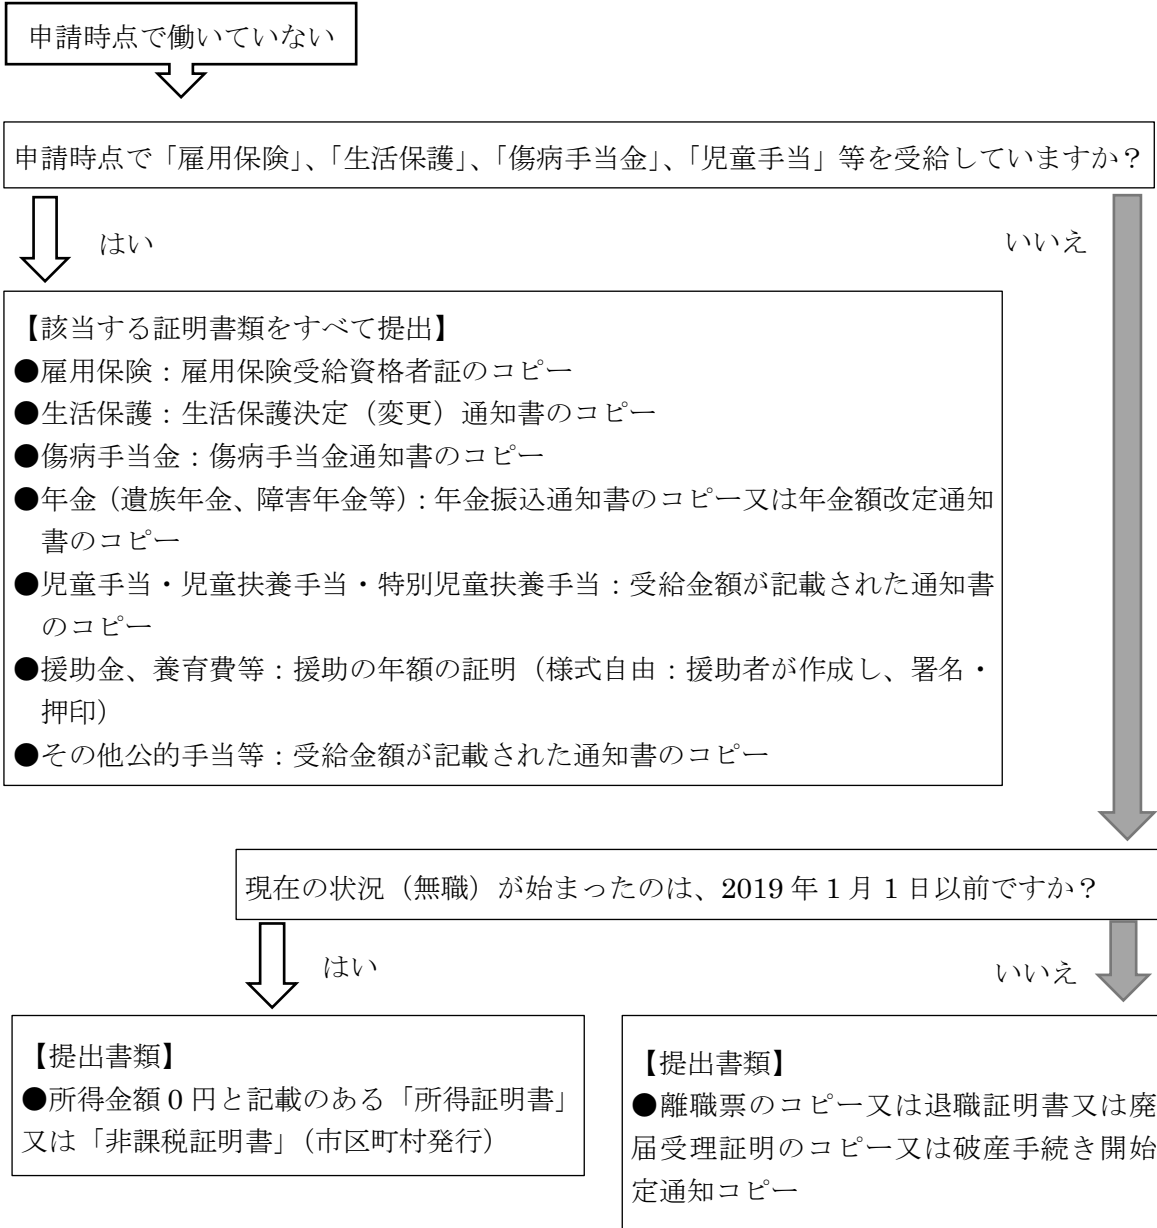 申請時点で働いていない
申請時点で「雇用保険」、「生活保護」、「傷病手当金」、「児童手当」等を受給していますか？
はい
いいえ
【該当する証明書類をすべて提出】
●雇用保険：雇用保険受給資格者証のコピー
●生活保護：生活保護決定（変更）通知書のコピー
●傷病手当金：傷病手当金通知書のコピー
●年金（遺族年金、障害年金等）：年金振込通知書のコピー又は年金額改定通知
書のコピー
●児童手当・児童扶養手当・特別児童扶養手当：受給金額が記載された通知書
のコピー
●援助金、養育費等：援助の年額の証明（様式自由：援助者が作成し、署名・
押印）
●その他公的手当等：受給金額が記載された通知書のコピー
現在の状況（無職）が始まったのは、2019 年 1 月 1 日以前ですか？
はい
いいえ
【提出書類】
●所得金額 0 円と記載のある「所得証明書」
又は「非課税証明書」（市区町村発行）
【提出書類】
●離職票のコピー又は退職証明書又は廃
届受理証明のコピー又は破産手続き開始
定通知コピー